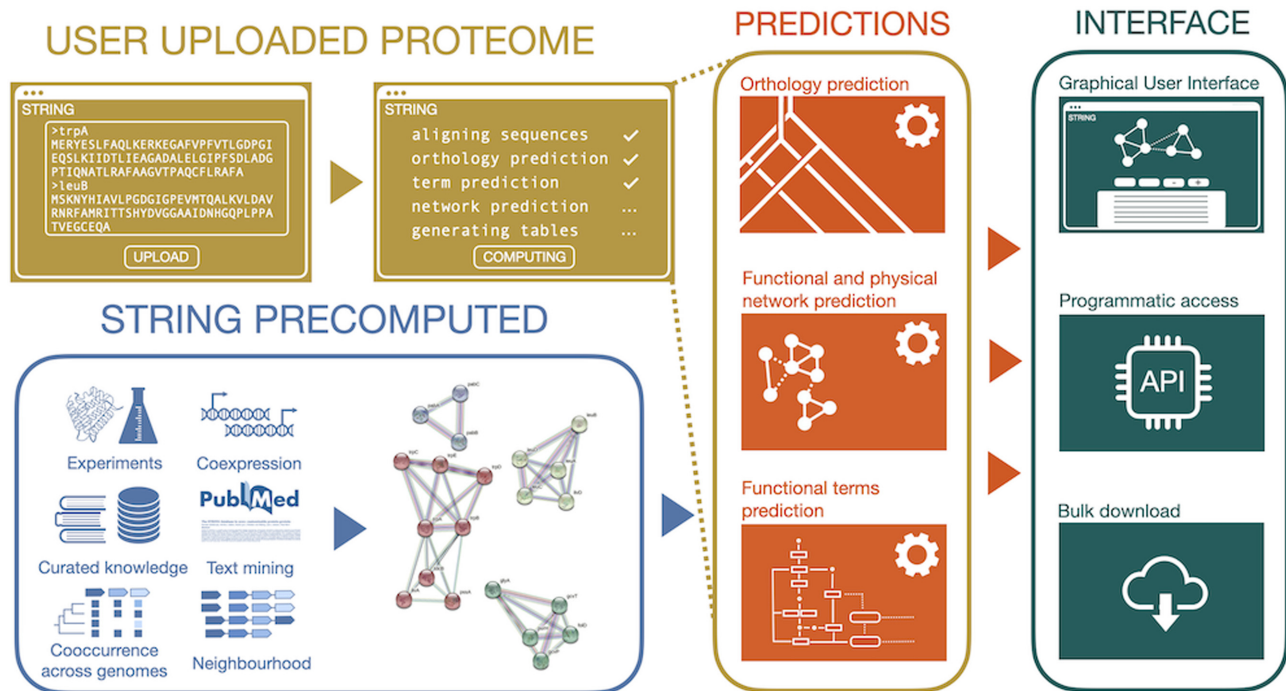 USER UPLOADED PROTEOME
STRING
>trpA
MERYESLFAQLKERKEGAFVPFVTLGDPGI
EQSLKIIDTLIEAGADALELGIPFSDLADG
PTIQNATLRAFAAGVTPAQCFLRAFA
>leuB
MSKNYHIAVLPGDGIGPEVMTQALKVLDAV
RNRFAMRITTSHYDVGGAAIDNHGQPLPPA
TVEGCEQA
UPLOAD
STRING
aligning sequences
orthology prediction
term prediction
network prediction ...
generating tables ...
COMPUTING
STRING PRECOMPUTED
Experiments
Coexpression
Curated knowledge
PubMed
Text mining
Cooccurrence
across genomes
Neighbourhood
PREDICTIONS
Orthology prediction
Functional and physical
network prediction
Functional terms
prediction
INTERFACE
Graphical User Interface
STRING
Programmatic access
API
Bulk download